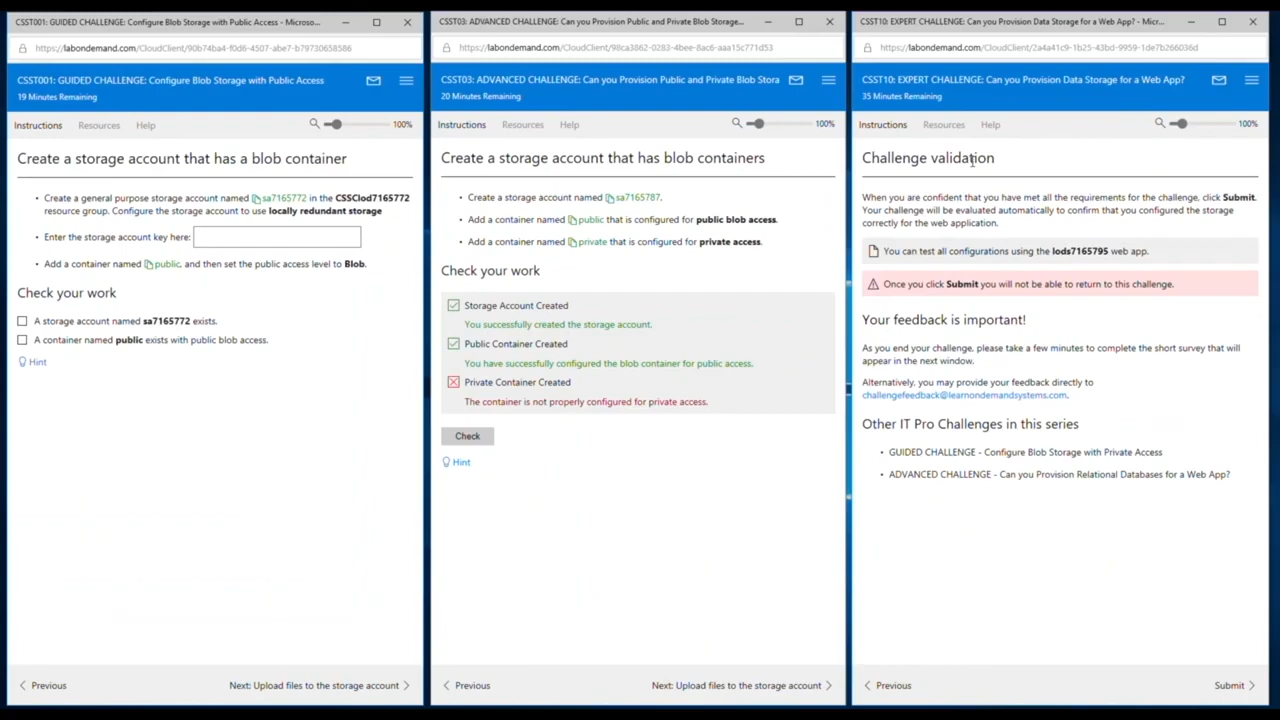 CSST001: GUIDED CHALLENGE: Configure Blob Storage with Public Access - Microso...
https://labondemand.com/CloudClient/90b74ba4-f0d6-4507-abe7-b79730658586
CSST001: GUIDED CHALLENGE: Configure Blob Storage with Public Access
19 Minutes Remaining
Instructions Resources Help 100%
Create a storage account that has a blob container
• Create a general purpose storage account named sa7165772 in the CSSClod7165772
resource group. Configure the storage account to use locally redundant storage
• Enter the storage account key here:
• Add a container named public, and then set the public access level to Blob.
Check your work
A storage account named sa7165772 exists.
A container named public exists with public blob access.
Hint
Previous Next: Upload files to the storage account
CSST03: ADVANCED CHALLENGE: Can you Provision Public and Private Blob Storage...
https://labondemand.com/CloudClient/98ca3862-0283-4bee-8ac6-aaa15c771d53
CSST03: ADVANCED CHALLENGE: Can you Provision Public and Private Blob Stora
20 Minutes Remaining
Instructions Resources Help 100%
Create a storage account that has blob containers
• Create a storage account named sa7165787.
• Add a container named public that is configured for public blob access.
• Add a container named private that is configured for private access.
Check your work
Storage Account Created
You successfully created the storage account.
Public Container Created
You have successfully configured the blob container for public access.
Private Container Created
The container is not properly configured for private access.
Check
Hint
Previous Next: Upload files to the storage account
CSST10: EXPERT CHALLENGE: Can you Provision Data Storage for a Web App? - Micr...
https://labondemand.com/CloudClient/2a4a41c9-1b25-43bd-9959-1de7b266036d
CSST10: EXPERT CHALLENGE: Can you Provision Data Storage for a Web App?
35 Minutes Remaining
Instructions Resources Help 100%
Challenge validation
When you are confident that you have met all the requirements for the challenge, click Submit.
Your challenge will be evaluated automatically to confirm that you configured the storage
correctly for the web application.
You can test all configurations using the lods7165795 web app.
Once you click Submit you will not be able to return to this challenge.
Your feedback is important!
As you end your challenge, please take a few minutes to complete the short survey that will
appear in the next window.
Alternatively, you may provide your feedback directly to
challengefeedback@learnondemandsystems.com.
Other IT Pro Challenges in this series
• GUIDED CHALLENGE - Configure Blob Storage with Private Access
• ADVANCED CHALLENGE - Can you Provision Relational Databases for a Web App?
Previous Submit